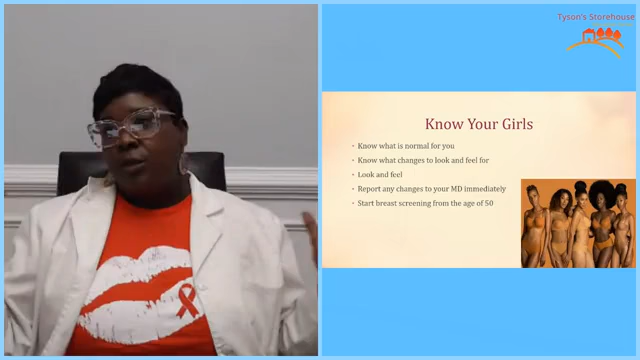 Tyson's Storehouse
Know Your Girls
Know what is normal for you
Know what changes to look and feel for
Look and feel
Report any changes to your MD immediately
Start breast screening from the age of 50